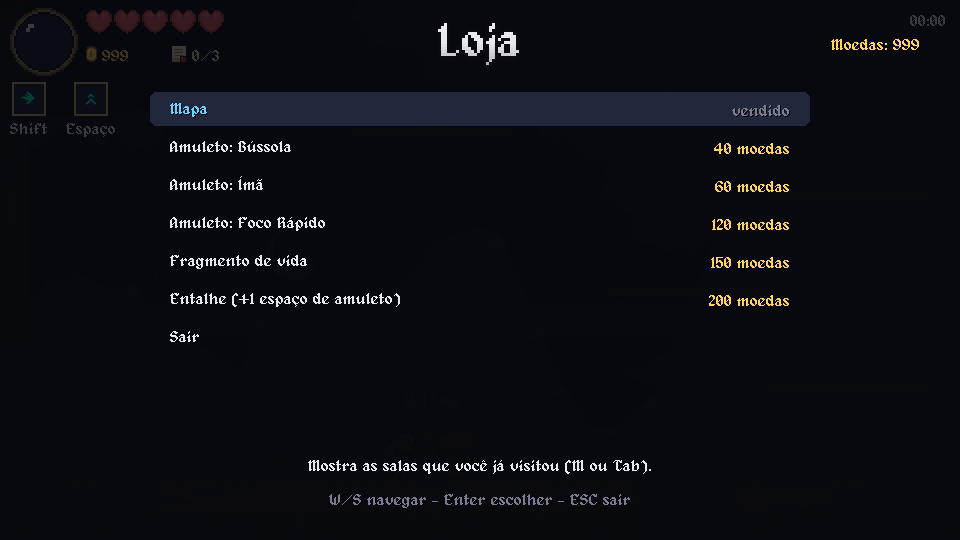 Loja
00:00
Moedas: 999
999
0/3
Shift
Espaço
Mapa vendido
Amuleto: Bússola 40 moedas
Amuleto: Ímã 60 moedas
Amuleto: Foco Rápido 120 moedas
Fragmento de vida 150 moedas
Entalhe (+1 espaço de amuleto) 200 moedas
Sair
Mostra as salas que você já visitou (M ou Tab).
W/S navegar - Enter escolher - ESC sair